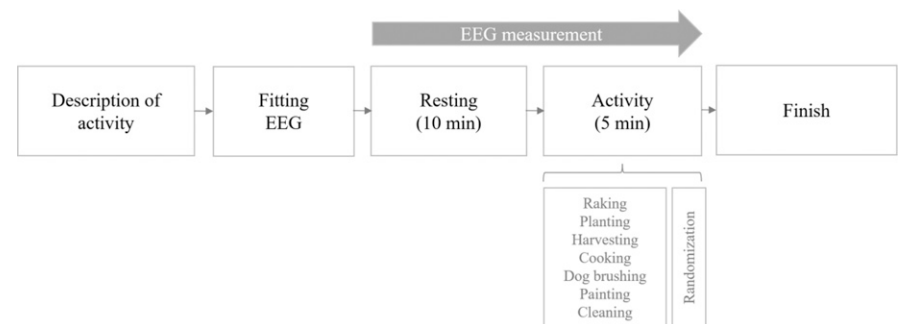 EEG measurement
Description of
activity
Fitting
EEG
Resting
(10 min)
Activity
(5 min)
Finish
Raking
Planting
Harvesting
Cooking
Dog brushing
Painting
Cleaning
Randomization